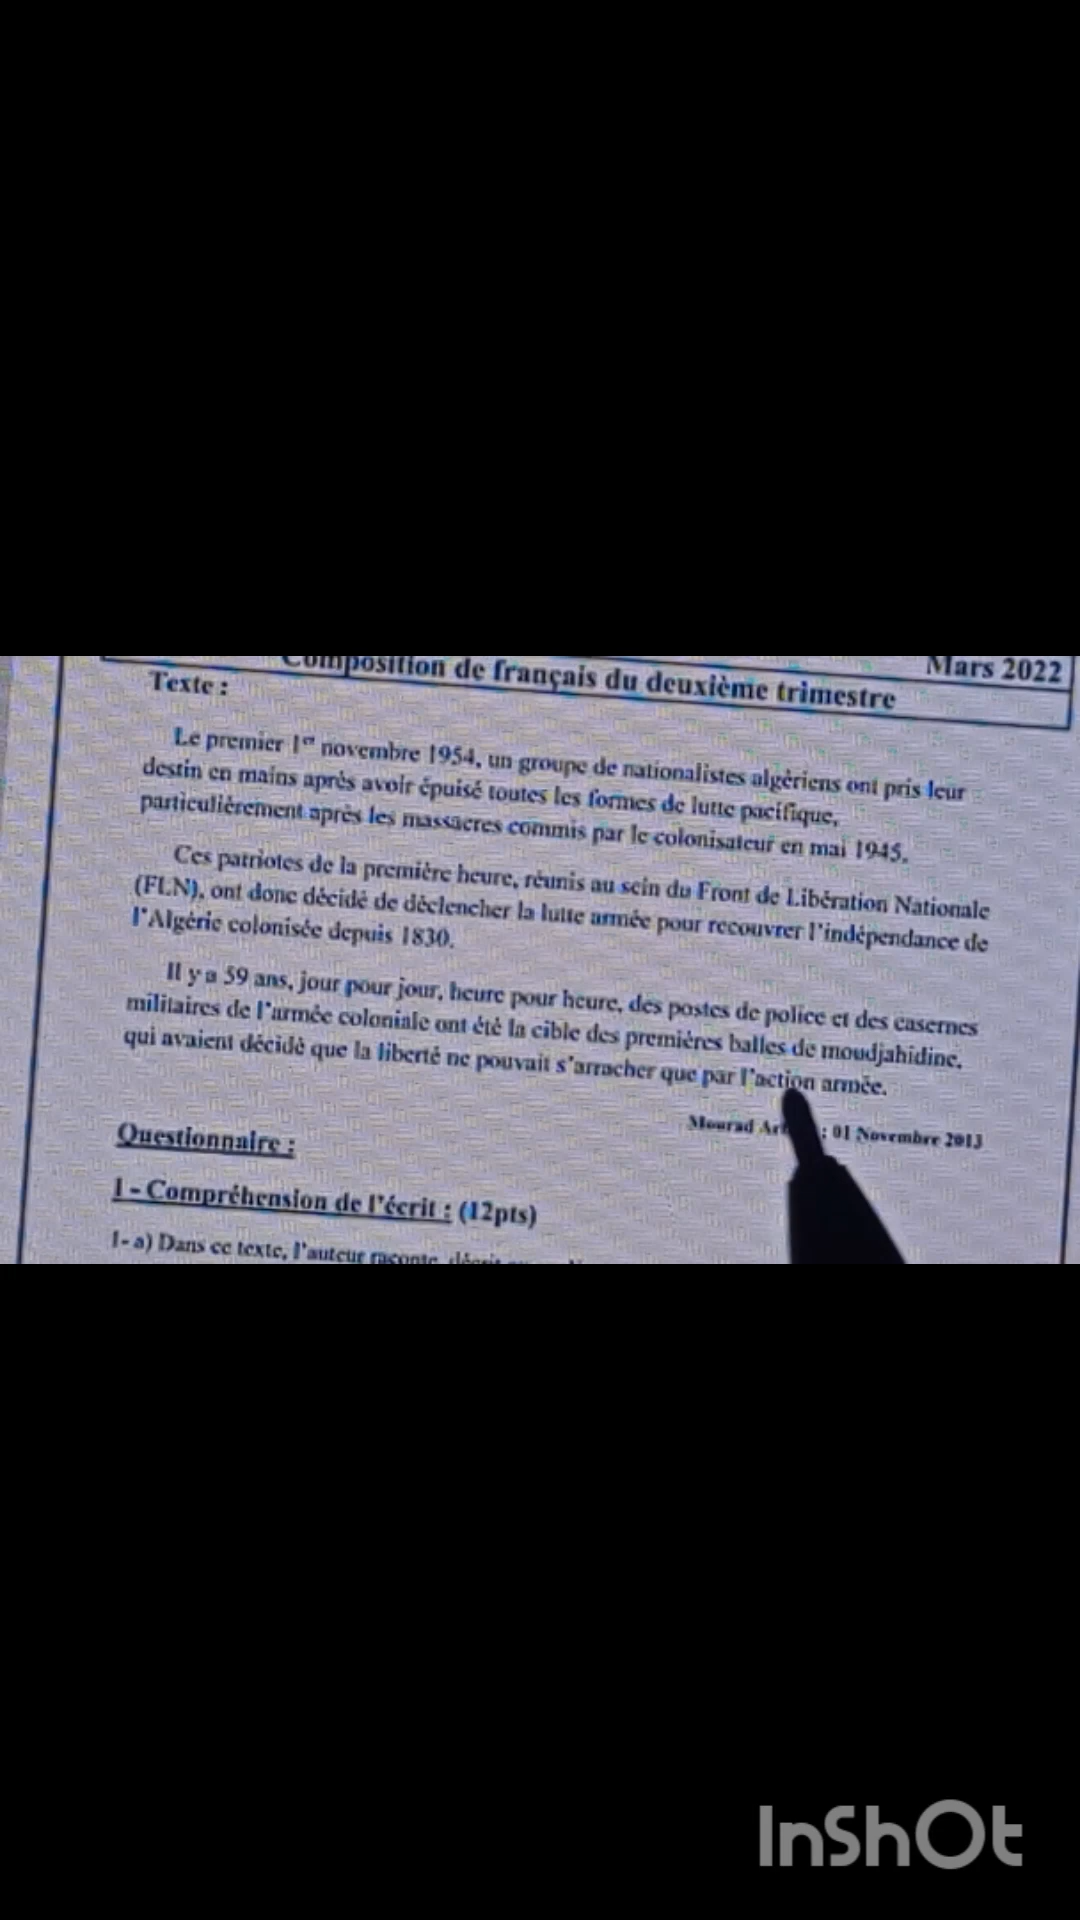 Composition de français du deuxième trimestre
Mars 2022
Texte :
Le premier 1er novembre 1954, un groupe de nationalistes algériens ont pris leur
destin en mains après avoir épuisé toutes les formes de lutte pacifique,
particulièrement après les massacres commis par le colonisateur en mai 1945.
Ces patriotes de la première heure, réunis au sein du Front de Libération Nationale
(FLN), ont donc décidé de déclencher la lutte armée pour recouvrer l'indépendance de
l'Algérie colonisée depuis 1830.
Il y a 59 ans, jour pour jour, heure pour heure, des postes de police et des casernes
militaires de l'armée coloniale ont été la cible des premières balles de moudjahidine,
qui avaient décidé que la liberté ne pouvait s'arracher que par l'action armée.
Mourad : 01 Novembre 2013
Questionnaire :
I - Compréhension de l'écrit : (12pts)
1- a) Dans ce texte, l'auteur raconte,
InShOt